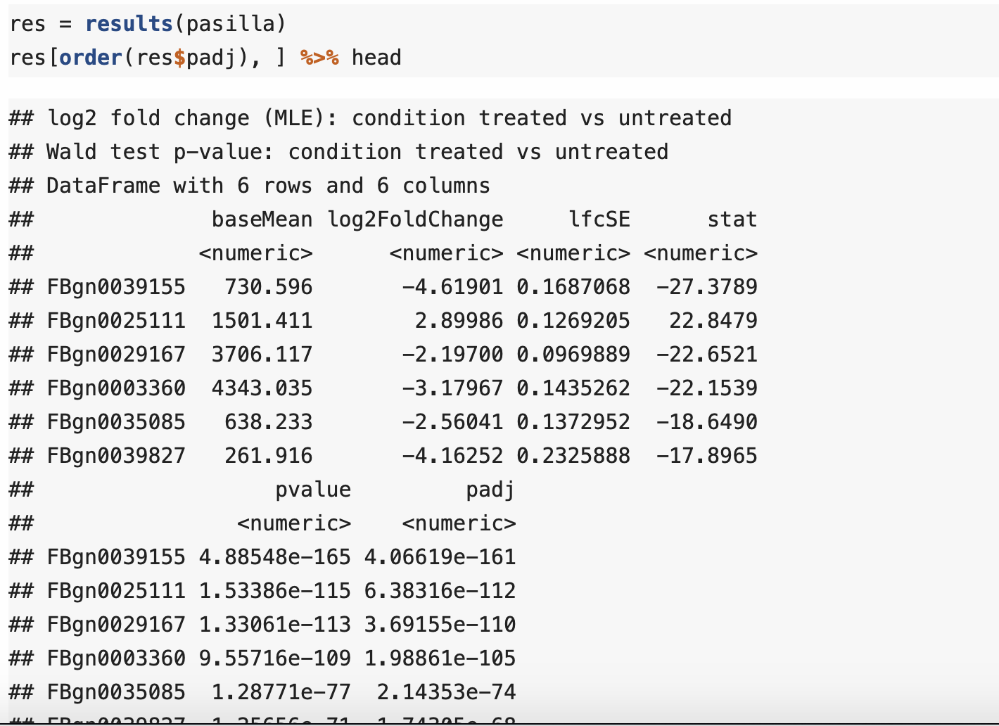 res = results(pasilla)
res[order(res$padj), ] %>% head
## log2 fold change (MLE): condition treated vs untreated
## Wald test p-value: condition treated vs untreated
## DataFrame with 6 rows and 6 columns
##              baseMean log2FoldChange     lfcSE      stat
##             <numeric>      <numeric> <numeric> <numeric>
## FBgn0039155   730.596       -4.61901 0.1687068  -27.3789
## FBgn0025111  1501.411        2.89986 0.1269205   22.8479
## FBgn0029167  3706.117       -2.19700 0.0969889  -22.6521
## FBgn0003360  4343.035       -3.17967 0.1435262  -22.1539
## FBgn0035085   638.233       -2.56041 0.1372952  -18.6490
## FBgn0039827   261.916       -4.16252 0.2325888  -17.8965
##                   pvalue         padj
##                <numeric>    <numeric>
## FBgn0039155 4.88548e-165 4.06619e-161
## FBgn0025111 1.53386e-115 6.38316e-112
## FBgn0029167 1.33061e-113 3.69155e-110
## FBgn0003360 9.55716e-109 1.98861e-105
## FBgn0035085  1.28771e-77  2.14353e-74
## FBgn0039827